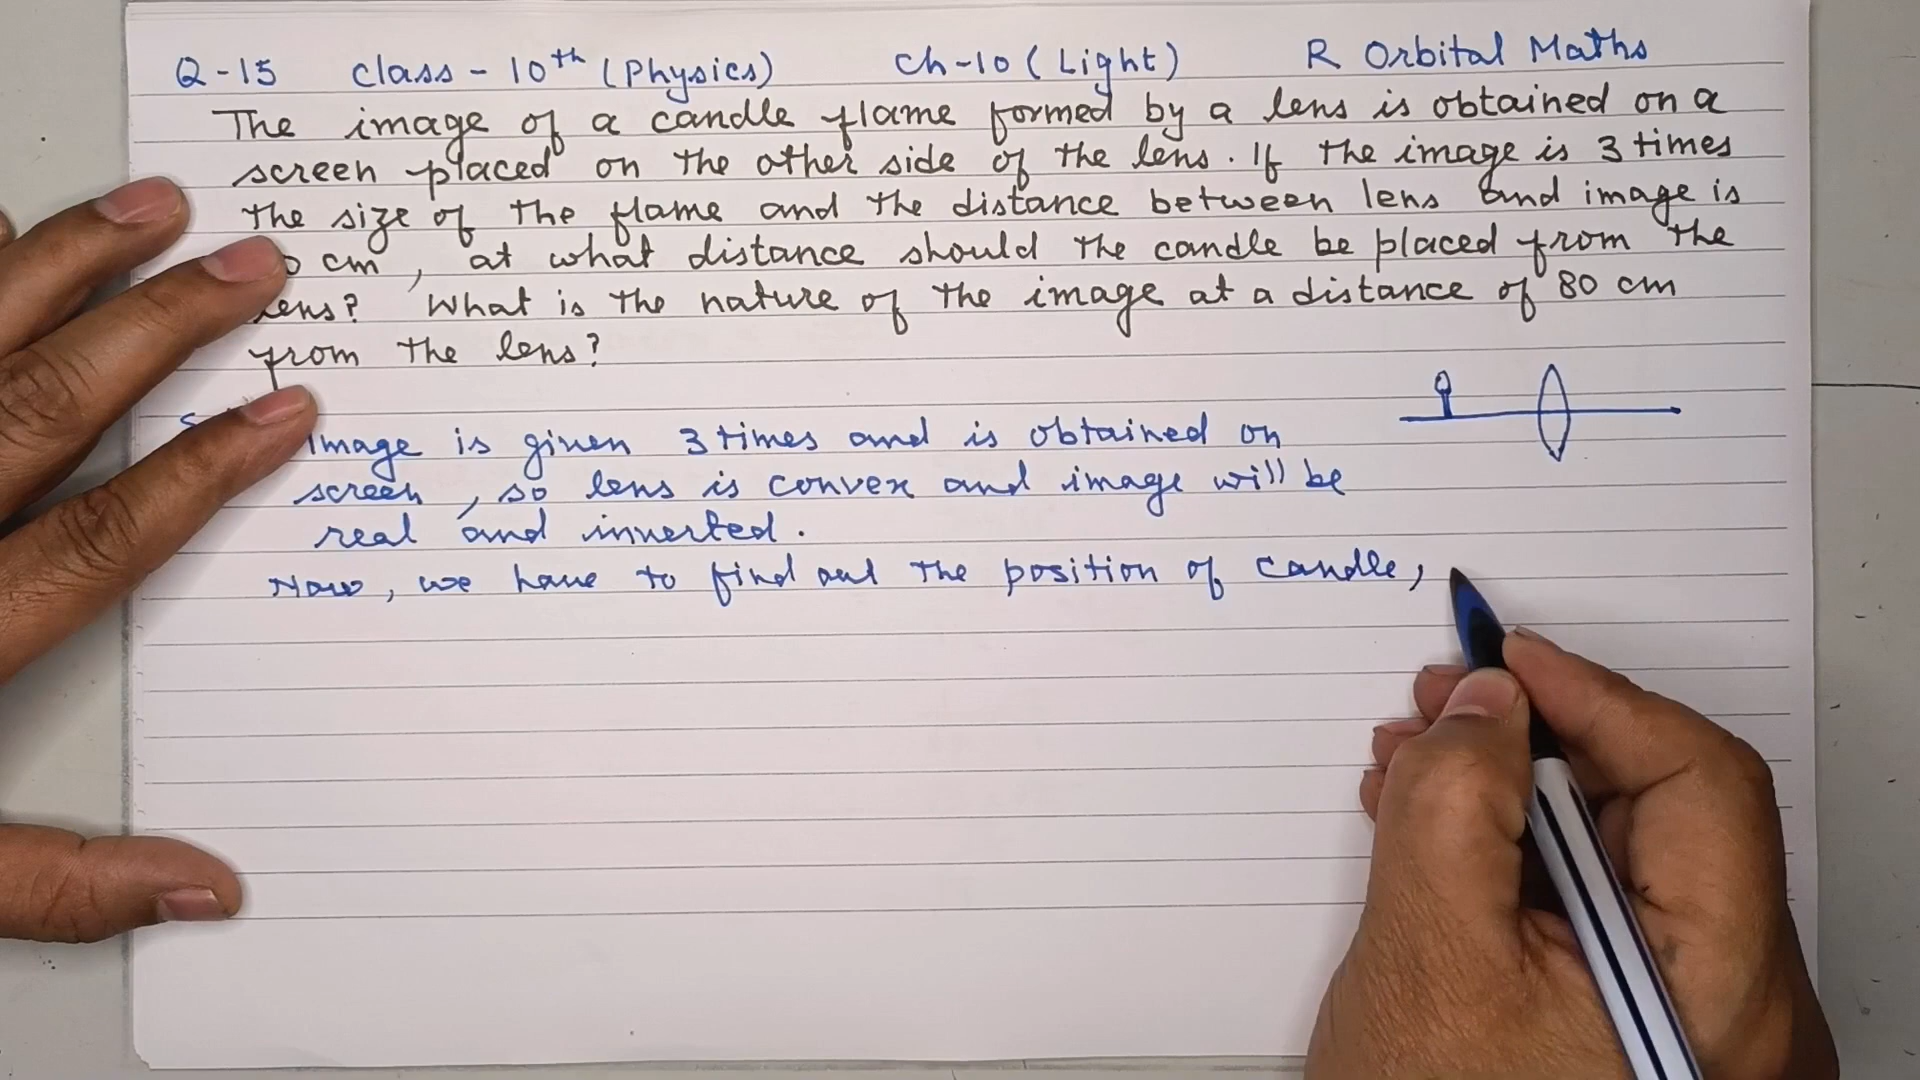 Q-15 Class-10th (Physics) Ch-10 (Light) R Orbital Maths
The image of a candle flame formed by a lens is obtained on a
screen placed on the other side of the lens. If the image is 3 times
the size of the flame and the distance between lens and image is
0 cm, at what distance should the candle be placed from the
lens? What is the nature of the image at a distance of 80 cm
from the lens?
Image is given 3 times and is obtained on
screen, so lens is convex and image will be
real and inverted.
Now, we have to find out the position of candle,